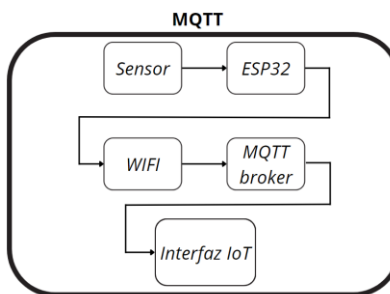 MQTT
Sensor
ESP32
WIFI
MQTT
broker
Interfaz IoT